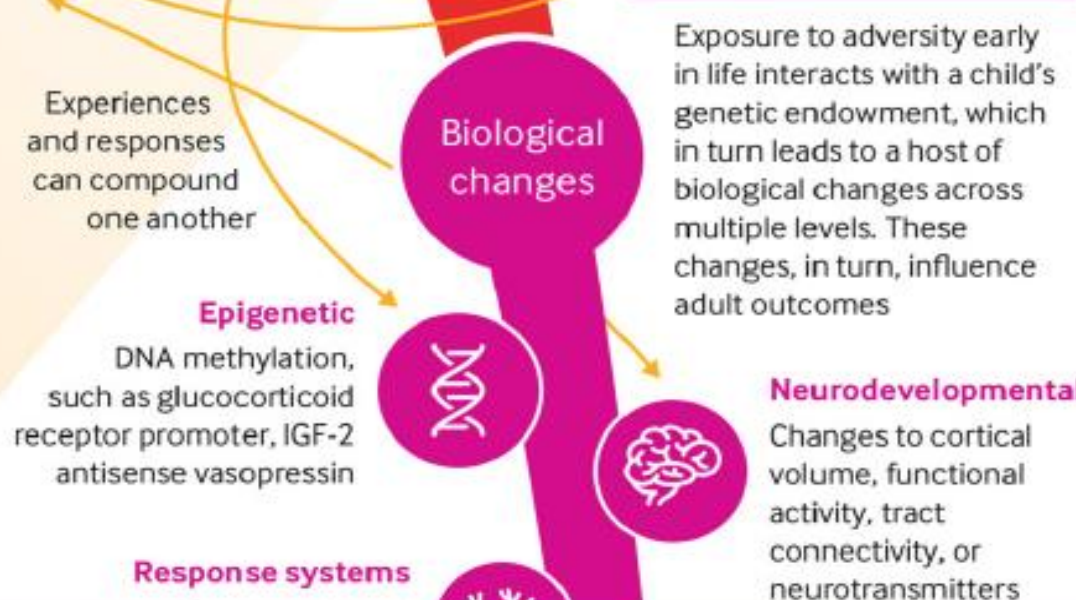 Experiences
and responses
can compound
one another
Biological
changes
Exposure to adversity early
in life interacts with a child's
genetic endowment, which
in turn leads to a host of
biological changes across
multiple levels. These
changes, in turn, influence
adult outcomes
Epigenetic
DNA methylation,
such as glucocorticoid
receptor promoter, IGF-2
antisense vasopressin
Neurodevelopmental
Changes to cortical
volume, functional
activity, tract
connectivity, or
neurotransmitters
Response systems